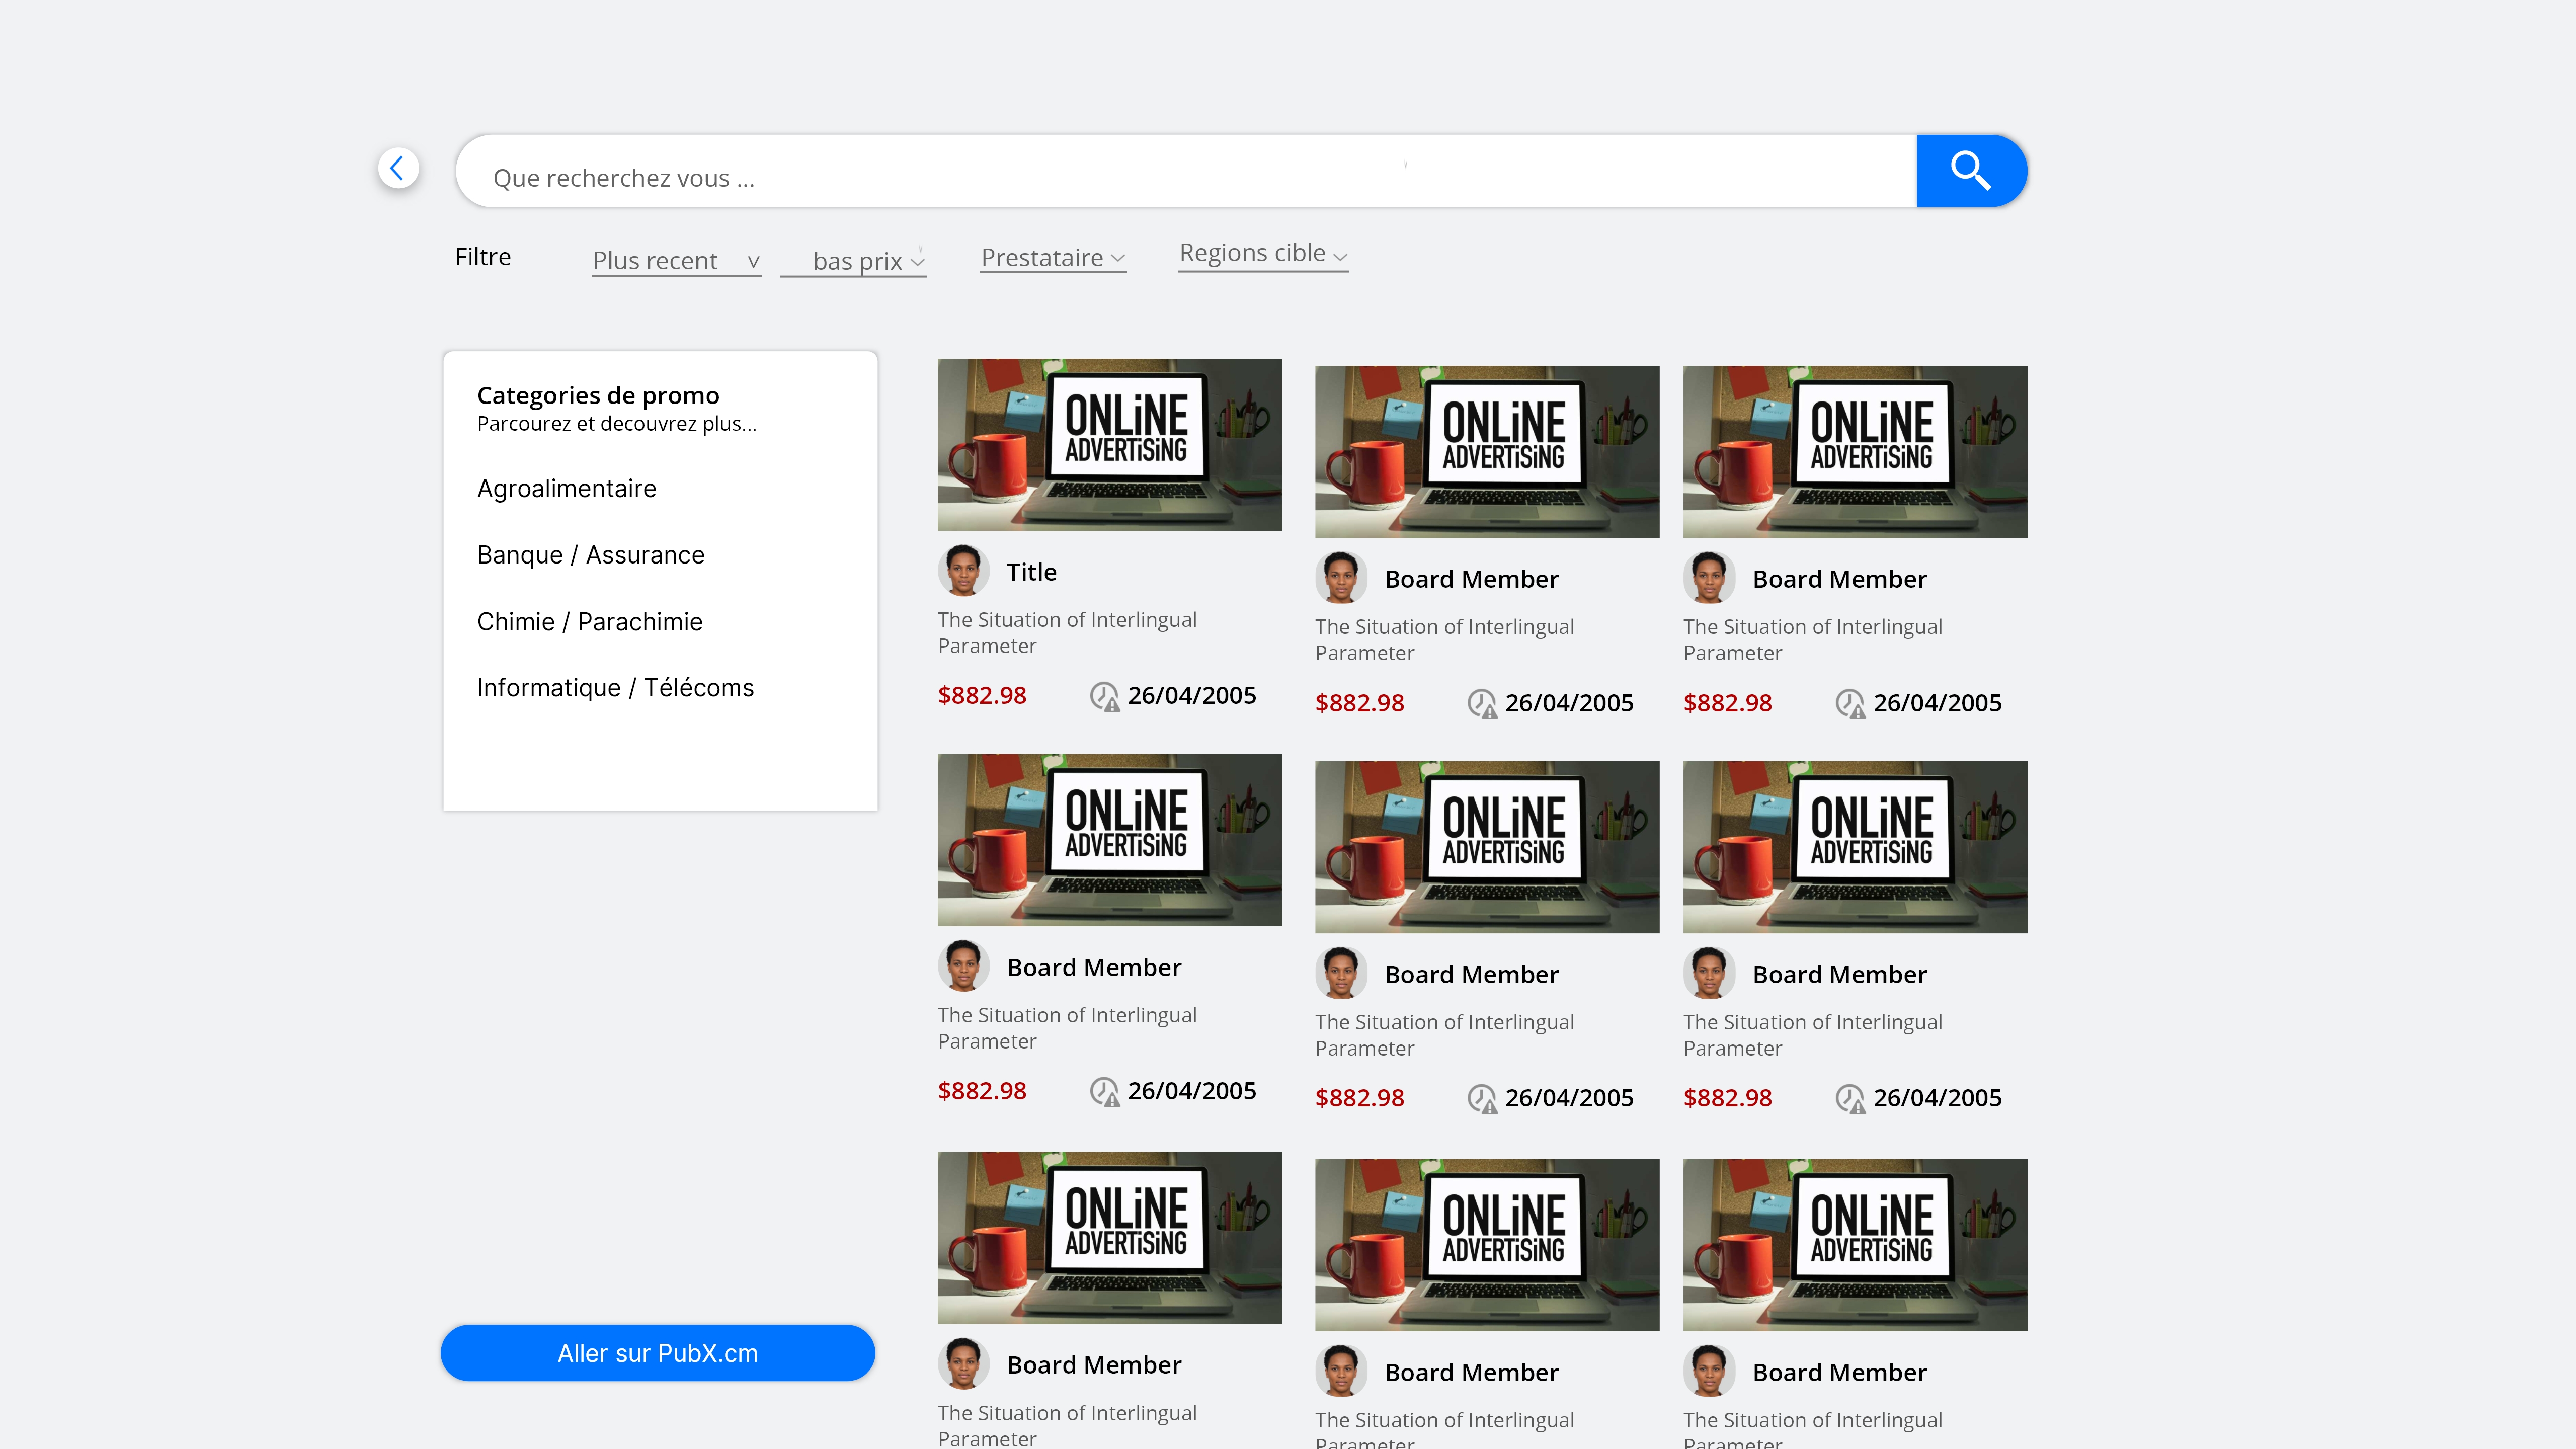 Que recherchez vous ...
Filtre
Plus recent
bas prix
Prestataire
Regions cible
Categories de promo
Parcourez et decouvrez plus...
Agroalimentaire
Banque / Assurance
Chimie / Parachimie
Informatique / Télécoms
Aller sur PubX.cm
ONLiNE
ADVERTiSiNG
Title
The Situation of Interlingual
Parameter
$882.98
26/04/2005
ONLiNE
ADVERTiSiNG
Board Member
The Situation of Interlingual
Parameter
$882.98
26/04/2005
ONLiNE
ADVERTiSiNG
Board Member
The Situation of Interlingual
Parameter
$882.98
26/04/2005
ONLiNE
ADVERTiSiNG
Board Member
The Situation of Interlingual
Parameter
$882.98
26/04/2005
ONLiNE
ADVERTiSiNG
Board Member
The Situation of Interlingual
Parameter
$882.98
26/04/2005
ONLiNE
ADVERTiSiNG
Board Member
The Situation of Interlingual
Parameter
$882.98
26/04/2005
ONLiNE
ADVERTiSiNG
Board Member
The Situation of Interlingual
Parameter
ONLiNE
ADVERTiSiNG
Board Member
The Situation of Interlingual
Parameter
ONLiNE
ADVERTiSiNG
Board Member
The Situation of Interlingual
Parameter